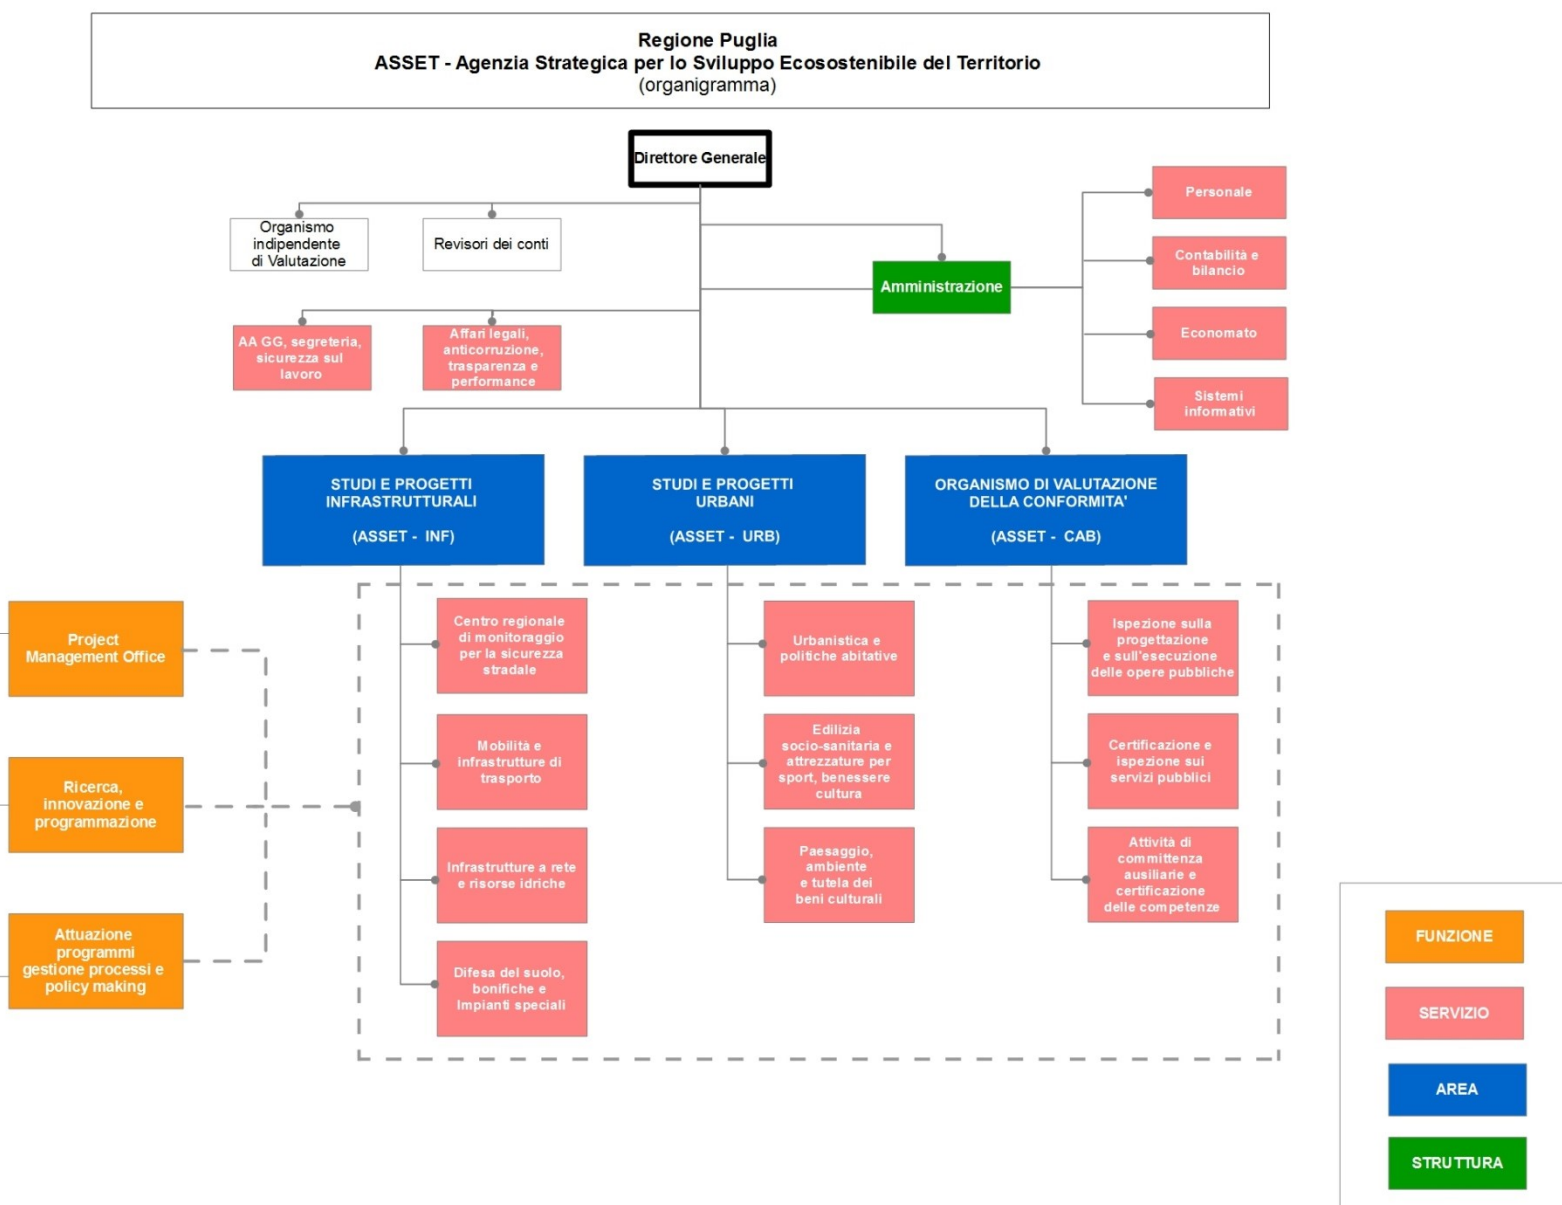 Regione Puglia
ASSET - Agenzia Strategica per lo Sviluppo Ecosostenibile del Territorio
(organigramma)
Direttore Generale
Organismo
indipendente
di Valutazione
Revisori dei conti
Amministrazione
Personale
Contabilità e
bilancio
Economato
Sistemi
informativi
AA GG, segreteria,
sicurezza sul
lavoro
Affari legali,
anticorruzione,
trasparenza e
performance
STUDI E PROGETTI
INFRASTRUTTURALI
(ASSET - INF)
STUDI E PROGETTI
URBANI
(ASSET - URB)
ORGANISMO DI VALUTAZIONE
DELLA CONFORMITA'
(ASSET - CAB)
Project
Management Office
Ricerca,
innovazione e
programmazione
Attuazione
programmi
gestione processi e
policy making
Centro regionale
di monitoraggio
per la sicurezza
stradale
Mobilità e
infrastrutture di
trasporto
Infrastrutture a rete
e risorse idriche
Difesa del suolo,
bonifiche e
Impianti speciali
Urbanistica e
politiche abitative
Edilizia
socio-sanitaria e
attrezzature per
sport, benessere
cultura
Paesaggio,
ambiente
e tutela dei
beni culturali
Ispezione sulla
progettazione
e sull'esecuzione
delle opere pubbliche
Certificazione e
ispezione sui
servizi pubblici
Attività di
committenza
ausiliarie e
certificazione
delle competenze
FUNZIONE
SERVIZIO
AREA
STRUTTURA